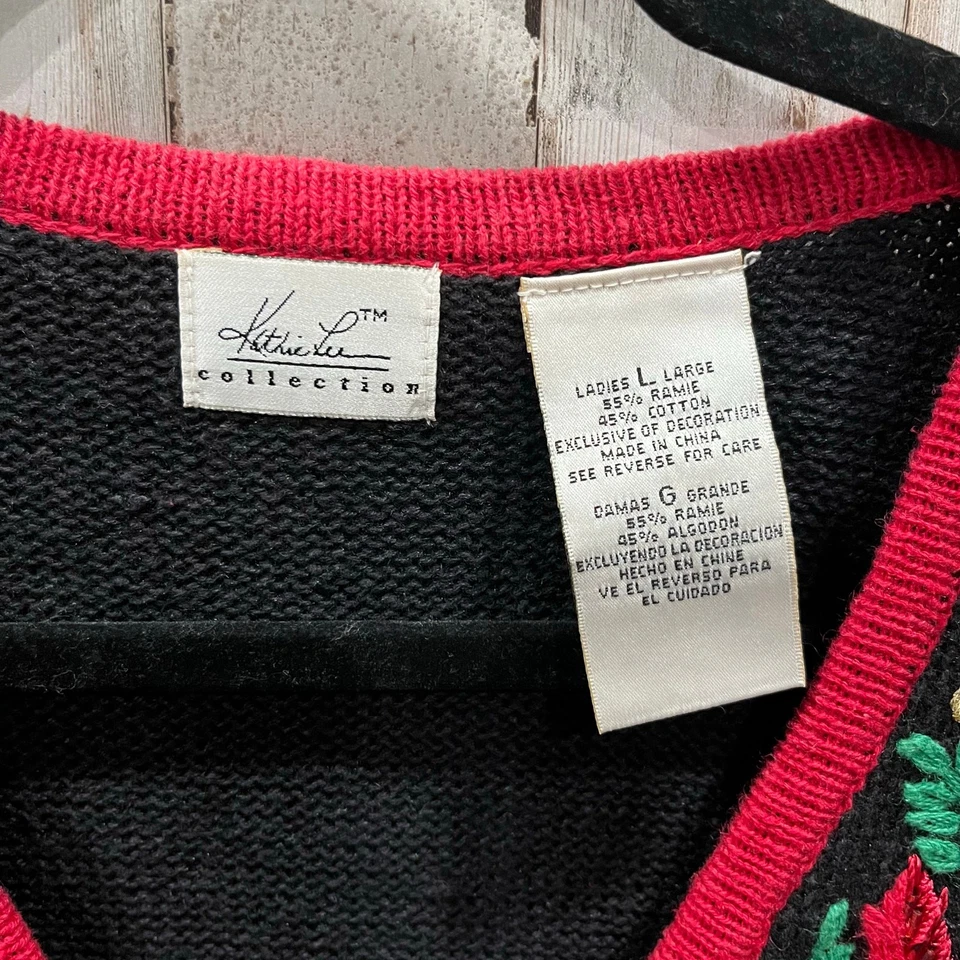 Kathie Lee™
collection
LADIES L LARGE
55% RAMIE
45% COTTON
EXCLUSIVE OF DECORATION
MADE IN CHINA
SEE REVERSE FOR CARE
DAMAS G GRANDE
55% RAMIE
45% ALGODON
EXCLUYENDO LA DECORACION
HECHO EN CHINE
VE EL REVERSO PARA
EL CUIDADO